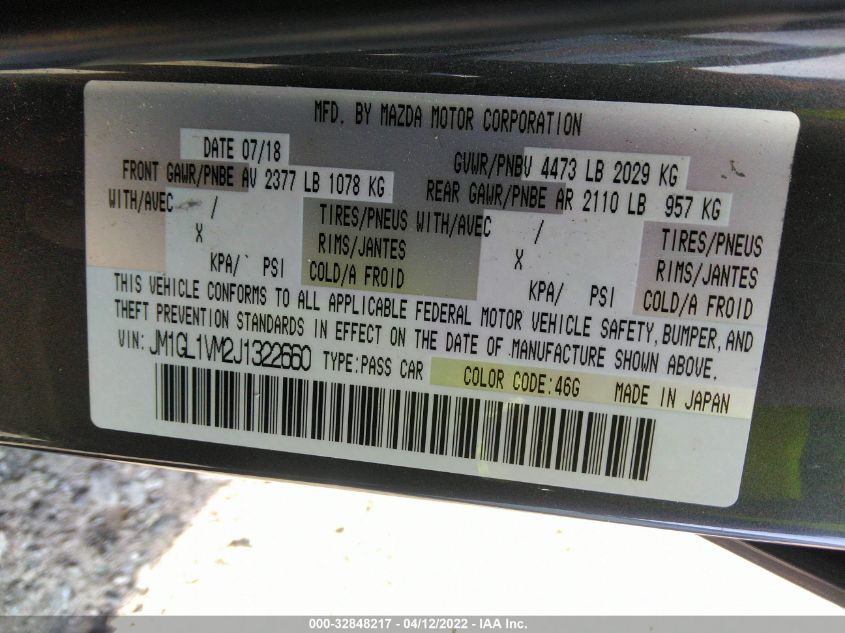 MFD. BY MAZDA MOTOR CORPORATION
DATE 07/18 GVWR/PNBV 4473 LB 2029 KG
FRONT GAWR/PNBE AV 2377 LB 1078 KG REAR GAWR/PNBE AR 2110 LB 957 KG
WITH/AVEC / TIRES/PNEUS WITH/AVEC / TIRES/PNEUS
X RIMS/JANTES X RIMS/JANTES
KPA/ PSI COLD/A FROID KPA/ PSI COLD/A FROID
THIS VEHICLE CONFORMS TO ALL APPLICABLE FEDERAL MOTOR VEHICLE SAFETY, BUMPER, AND
THEFT PREVENTION STANDARDS IN EFFECT ON THE DATE OF MANUFACTURE SHOWN ABOVE.
VIN: JM1GL1VM2J1322660 TYPE:PASS CAR COLOR CODE:46G MADE IN JAPAN
000-32848217 - 04/12/2022 - IAA Inc.